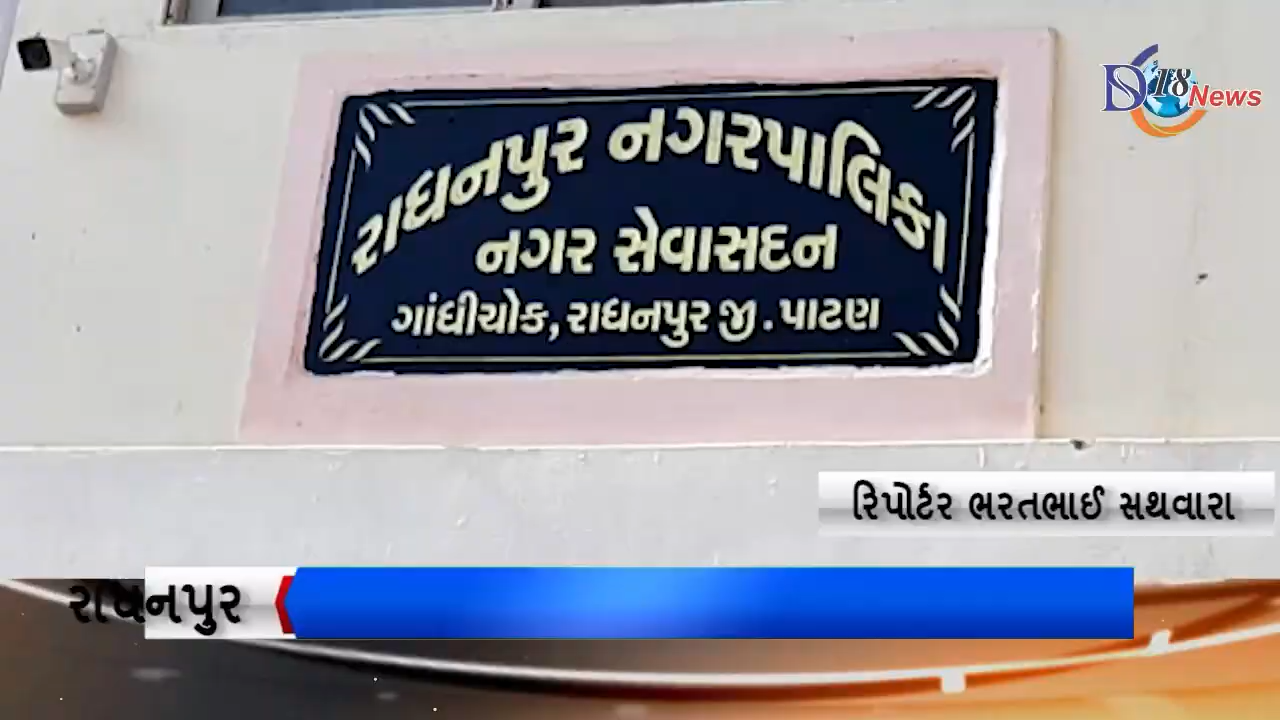 DS 18 News
રાધનપુર નગરપાલિકા
નગર સેવાસદન
ગાંધીચોક, રાધનપુર જી. પાટણ
રિપોર્ટર ભરતભાઈ સથવારા
રાધનપુર